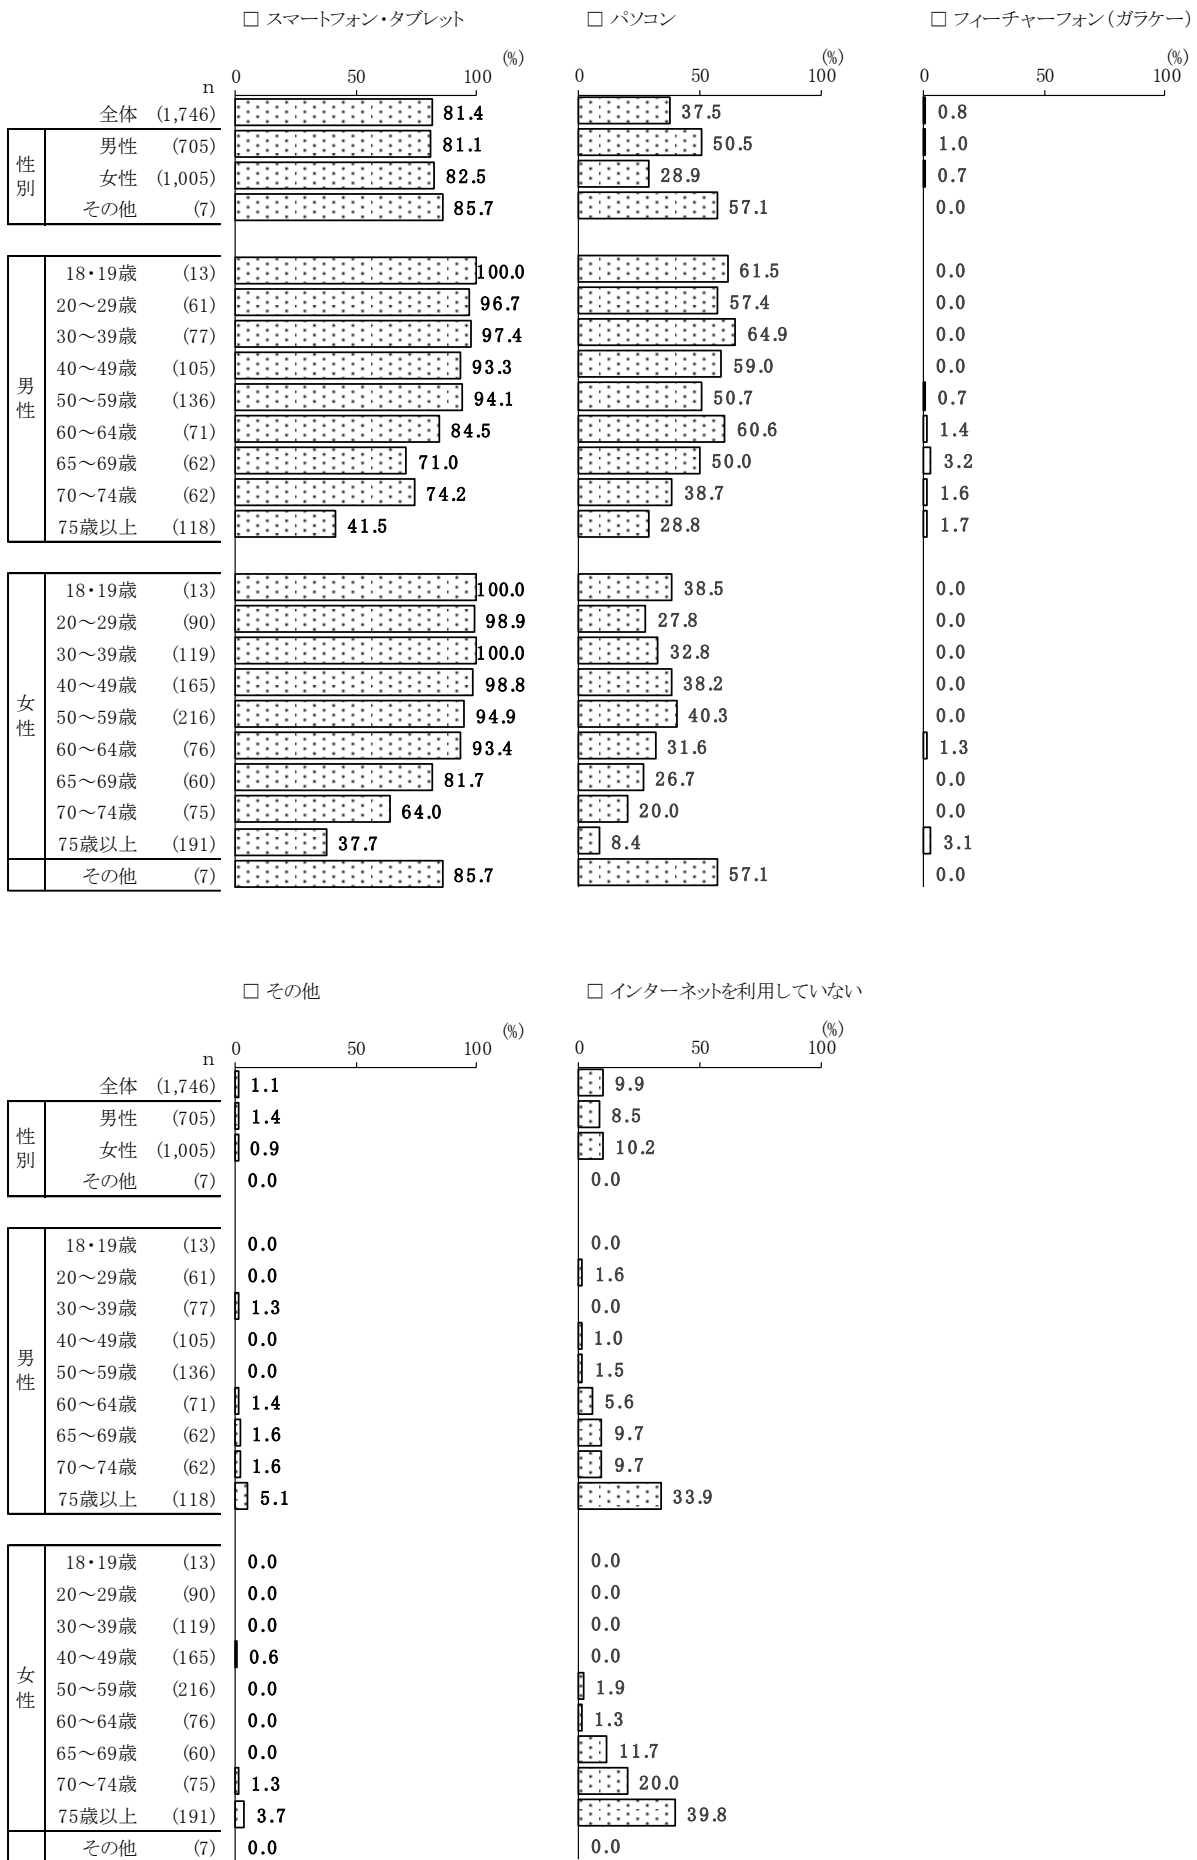 □ スマートフォン・タブレット □ パソコン □ フィーチャーフォン(ガラケー)
(%) (%) (%)
n 0 50 100 0 50 100 0 50 100
全体 (1,746) 81.4 37.5 0.8
性別
男性 (705) 81.1 50.5 1.0
女性 (1,005) 82.5 28.9 0.7
その他 (7) 85.7 57.1 0.0
男性
18・19歳 (13) 100.0 61.5 0.0
20～29歳 (61) 96.7 57.4 0.0
30～39歳 (77) 97.4 64.9 0.0
40～49歳 (105) 93.3 59.0 0.0
50～59歳 (136) 94.1 50.7 0.7
60～64歳 (71) 84.5 60.6 1.4
65～69歳 (62) 71.0 50.0 3.2
70～74歳 (62) 74.2 38.7 1.6
75歳以上 (118) 41.5 28.8 1.7
女性
18・19歳 (13) 100.0 38.5 0.0
20～29歳 (90) 98.9 27.8 0.0
30～39歳 (119) 100.0 32.8 0.0
40～49歳 (165) 98.8 38.2 0.0
50～59歳 (216) 94.9 40.3 0.0
60～64歳 (76) 93.4 31.6 1.3
65～69歳 (60) 81.7 26.7 0.0
70～74歳 (75) 64.0 20.0 0.0
75歳以上 (191) 37.7 8.4 3.1
その他 (7) 85.7 57.1 0.0
□ その他 □ インターネットを利用していない
(%) (%)
n 0 50 100 0 50 100
全体 (1,746) 1.1 9.9
性別
男性 (705) 1.4 8.5
女性 (1,005) 0.9 10.2
その他 (7) 0.0 0.0
男性
18・19歳 (13) 0.0 0.0
20～29歳 (61) 0.0 1.6
30～39歳 (77) 1.3 0.0
40～49歳 (105) 0.0 1.0
50～59歳 (136) 0.0 1.5
60～64歳 (71) 1.4 5.6
65～69歳 (62) 1.6 9.7
70～74歳 (62) 1.6 9.7
75歳以上 (118) 5.1 33.9
女性
18・19歳 (13) 0.0 0.0
20～29歳 (90) 0.0 0.0
30～39歳 (119) 0.0 0.0
40～49歳 (165) 0.6 0.0
50～59歳 (216) 0.0 1.9
60～64歳 (76) 0.0 1.3
65～69歳 (60) 0.0 11.7
70～74歳 (75) 1.3 20.0
75歳以上 (191) 3.7 39.8
その他 (7) 0.0 0.0